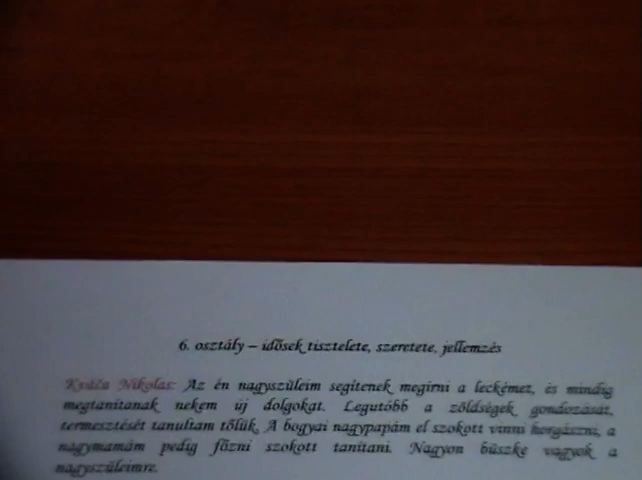 6. osztály – idősek tisztelete, szeretete, jellemzés
Nikolas: Az én nagyszüleim segítenek megírni a leckémet, és mindig
megtanítanak nekem új dolgokat. Legutóbb a zöldségek gondozását,
termesztését tanultam tőlük. A bogyai nagypapám el szokott vinni horgászni, a
nagymamám pedig főzni szokott tanítani. Nagyon büszke vagyok a
nagyszüleimre.